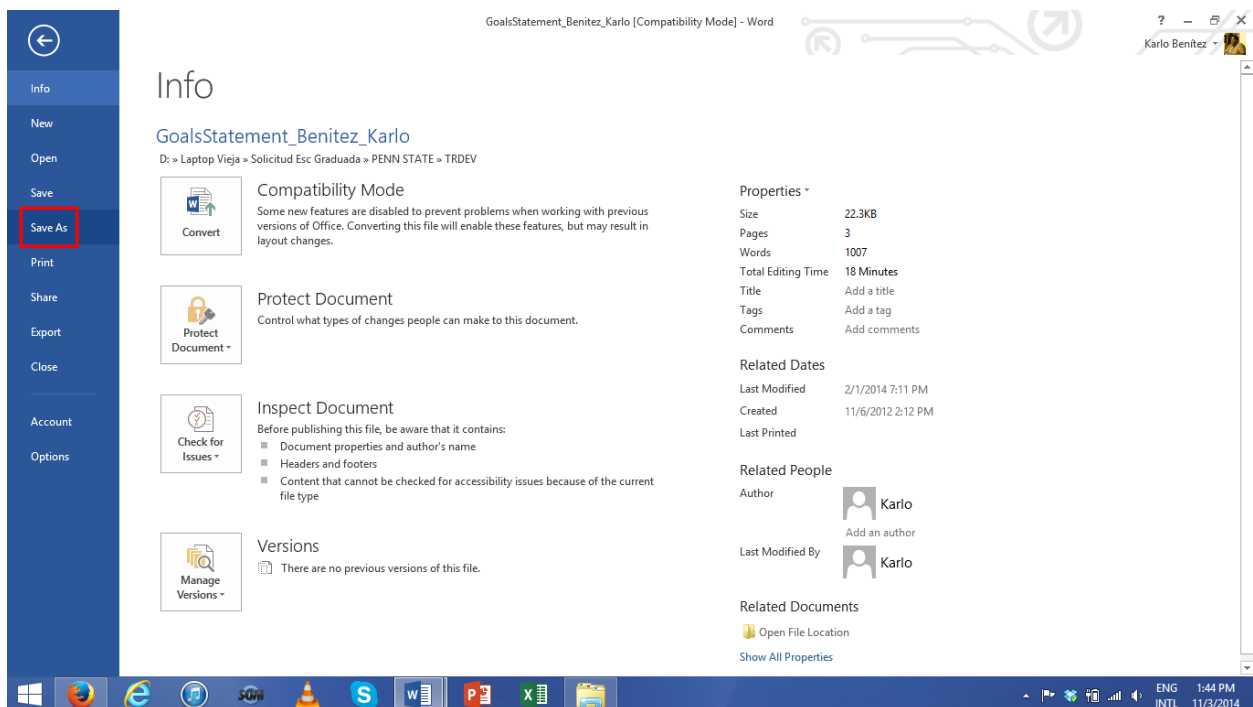 GoalsStatement_Benitez_Karlo [Compatibility Mode] - Word
?
Karlo Benítez
Info
New
Open
Save
Save As
Print
Share
Export
Close
Account
Options
Info
GoalsStatement_Benitez_Karlo
D: » Laptop Vieja » Solicitud Esc Graduada » PENN STATE » TRDEV
Convert
Compatibility Mode
Some new features are disabled to prevent problems when working with previous
versions of Office. Converting this file will enable these features, but may result in
layout changes.
Protect
Document
Protect Document
Control what types of changes people can make to this document.
Check for
Issues
Inspect Document
Before publishing this file, be aware that it contains:
Document properties and author's name
Headers and footers
Content that cannot be checked for accessibility issues because of the current
file type
Manage
Versions
Versions
There are no previous versions of this file.
Properties
Size 22.3KB
Pages 3
Words 1007
Total Editing Time 18 Minutes
Title Add a title
Tags Add a tag
Comments Add comments
Related Dates
Last Modified 2/1/2014 7:11 PM
Created 11/6/2012 2:12 PM
Last Printed
Related People
Author Karlo
Add an author
Last Modified By Karlo
Related Documents
Open File Location
Show All Properties
ENG 1:44 PM
INTL 11/3/2014